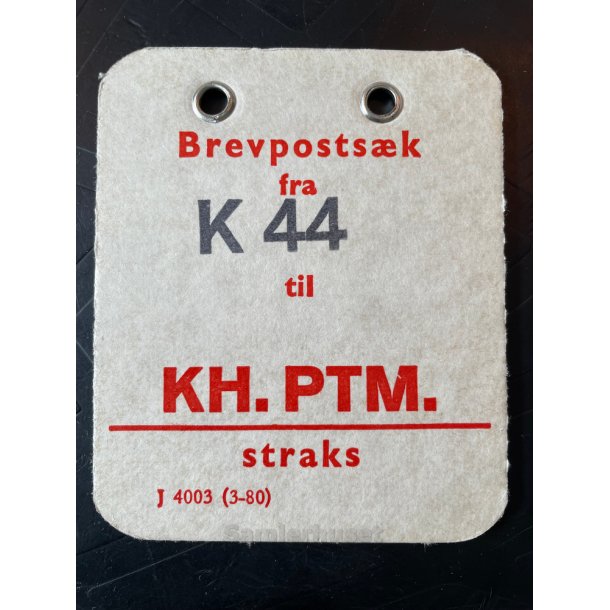 Brevpostsæk
fra
K 44
til
KH. PTM.
straks
J 4003 (3-80)